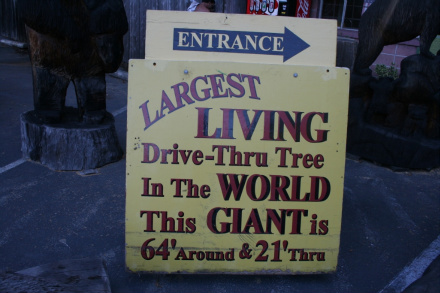 ENTRANCE
LARGEST
LIVING
Drive-Thru Tree
In The WORLD
This GIANT is
64' Around & 21' Thru